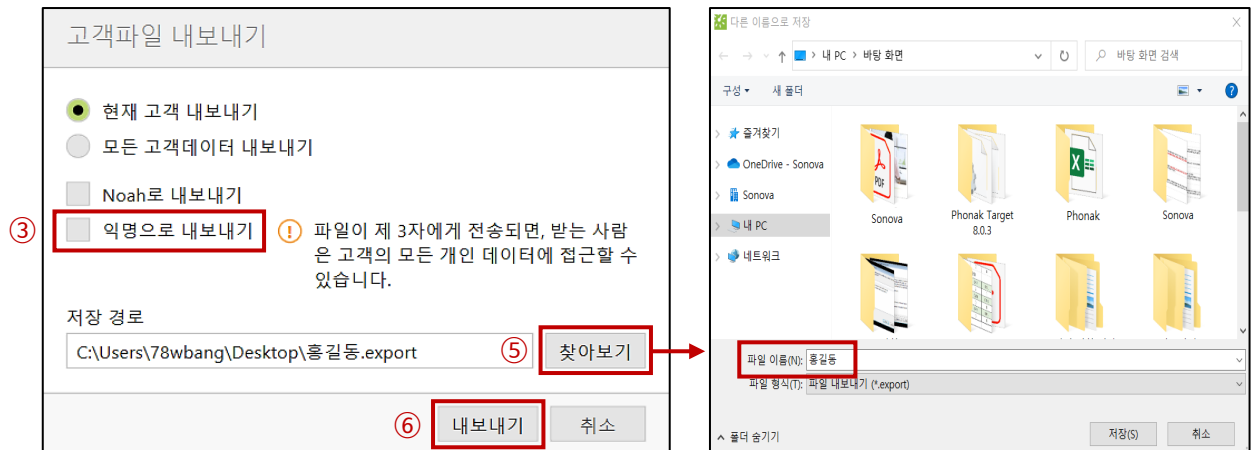 고객파일 내보내기
현재 고객 내보내기
모든 고객데이터 내보내기
Noah로 내보내기
③
익명으로 내보내기
! 파일이 제 3자에게 전송되면, 받는 사람
은 고객의 모든 개인 데이터에 접근할 수
있습니다.
저장 경로
C:\Users\78wbang\Desktop\홍길동.export
⑤ 찾아보기
⑥ 내보내기 취소
다른 이름으로 저장
내 PC > 바탕 화면
바탕 화면 검색
구성 새 폴더
즐겨찾기
OneDrive - Sonova
Sonova
내 PC
네트워크
PDF
Sonova
Phonak Target
8.0.3
Phonak
Sonova
파일 이름(N): 홍길동
파일 형식(T): 파일 내보내기 (*.export)
폴더 숨기기
저장(S) 취소